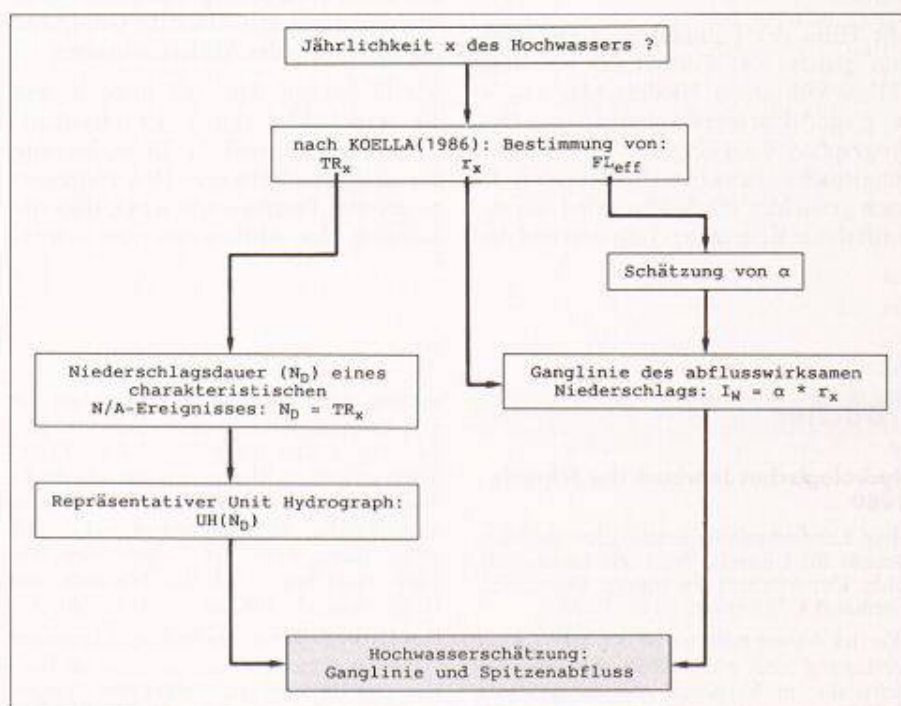 Jährlichkeit x des Hochwassers ?
nach KOELLA(1986): Bestimmung von:
TRx rx FLeff
Schätzung von α
Niederschlagsdauer (ND) eines
charakteristischen
N/A-Ereignisses: ND = TRx
Ganglinie des abflusswirksamen
Niederschlags: IW = α * rx
Repräsentativer Unit Hydrograph:
UH(ND)
Hochwasserschätzung:
Ganglinie und Spitzenabfluss